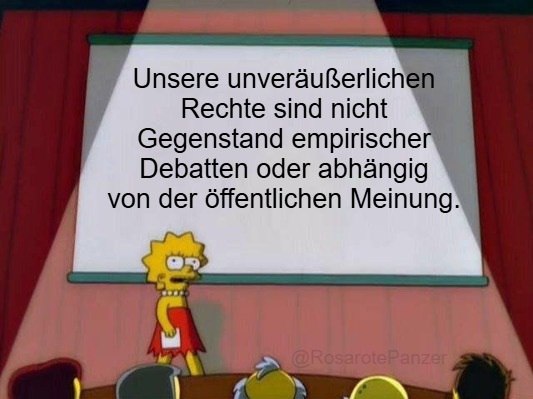 Unsere unveräußerlichen
Rechte sind nicht
Gegenstand empirischer
Debatten oder abhängig
von der öffentlichen Meinung.
@RosarotePanzer